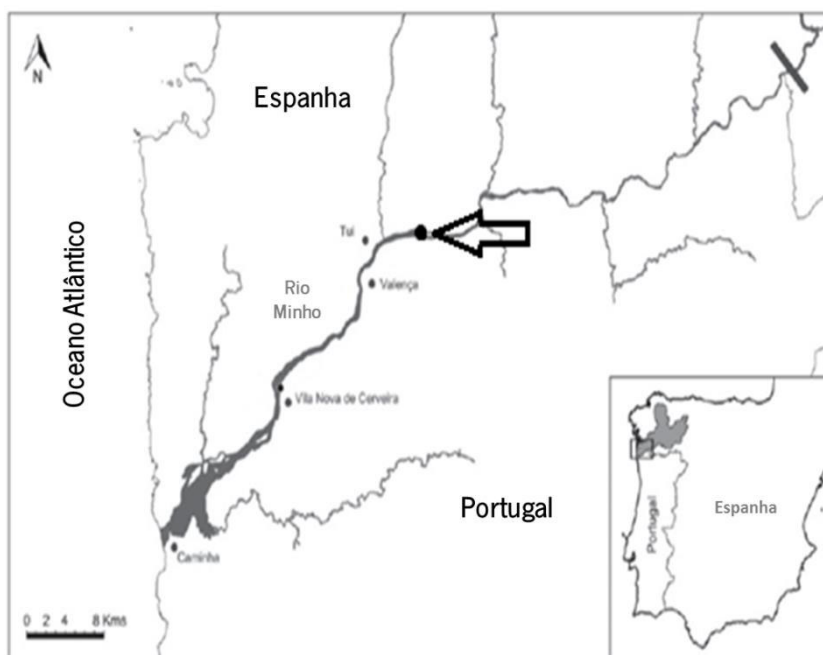 N
Espanha
Oceano Atlântico
Tui
Rio
Minho
Valença
Vila Nova de Cerveira
Portugal
Caminha
0 2 4 8 Kms
Portugal
Espanha